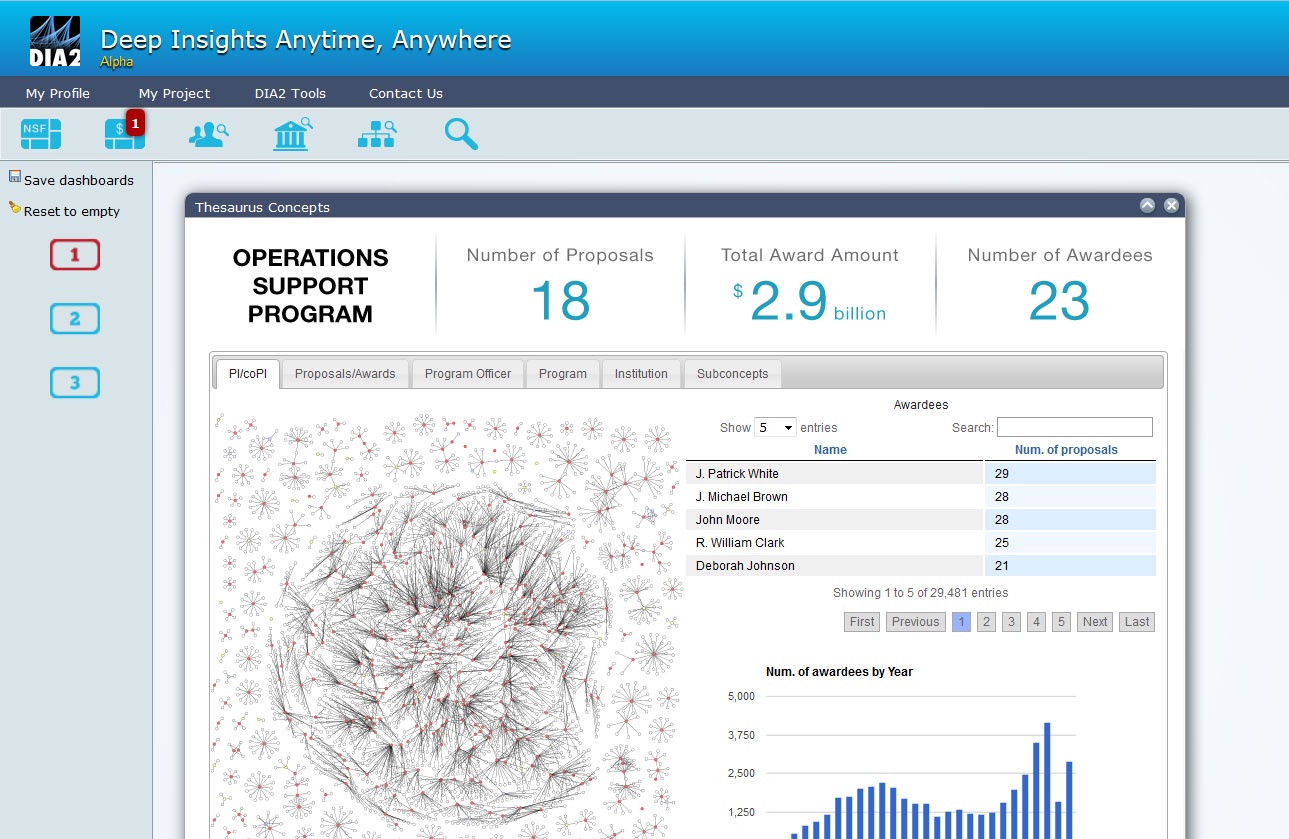 DIA2
Deep Insights Anytime, Anywhere
Alpha
My Profile My Project DIA2 Tools Contact Us
NSF $ 1
Save dashboards
Reset to empty
1
2
3
Thesaurus Concepts
OPERATIONS
SUPPORT
PROGRAM
Number of Proposals
18
Total Award Amount
$ 2.9 billion
Number of Awardees
23
PI/coPI Proposals/Awards Program Officer Program Institution Subconcepts
Awardees
Show 5 entries Search:
Name Num. of proposals
J. Patrick White 29
J. Michael Brown 28
John Moore 28
R. William Clark 25
Deborah Johnson 21
Showing 1 to 5 of 29,481 entries
First Previous 1 2 3 4 5 Next Last
Num. of awardees by Year
5,000
3,750
2,500
1,250